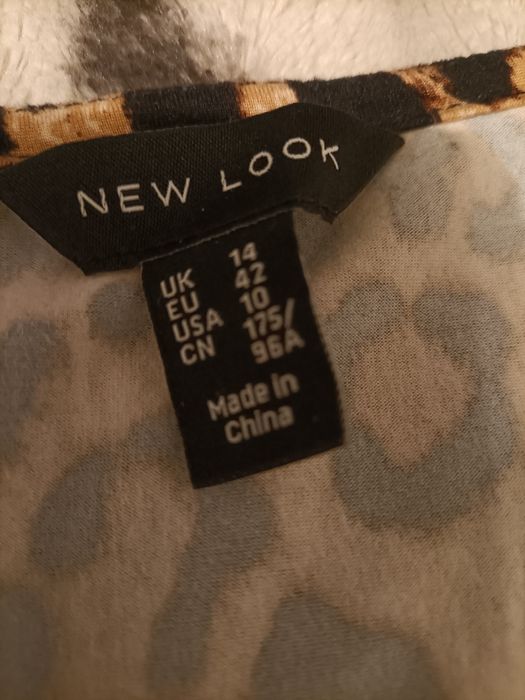 NEW LOOK
UK 14
EU 42
USA 10
CN 175/
96A
Made in
China